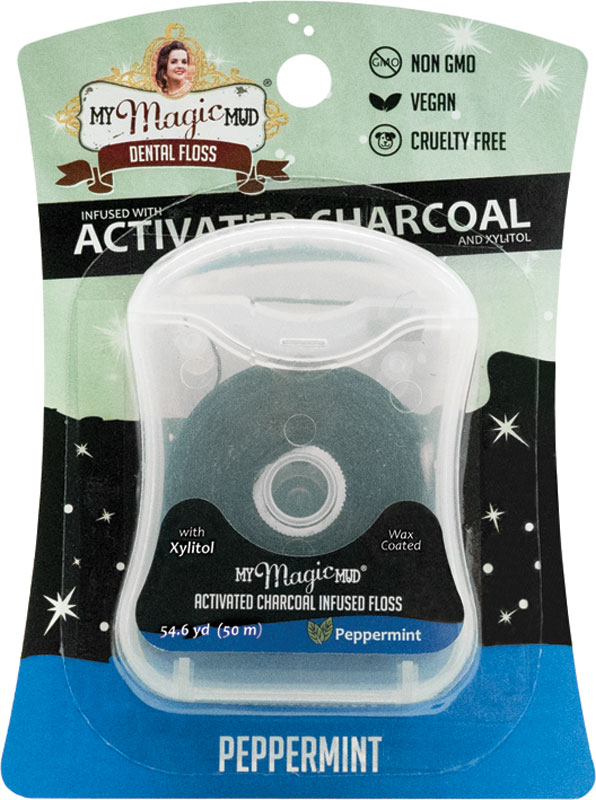 MY Magic MUD®
DENTAL FLOSS
GMO
NON GMO
VEGAN
CRUELTY FREE
INFUSED WITH
ACTIVATED CHARCOAL
AND XYLITOL
with
Xylitol
Wax
Coated
MY Magic MUD®
ACTIVATED CHARCOAL INFUSED FLOSS
54.6 yd (50 m)
Peppermint
PEPPERMINT